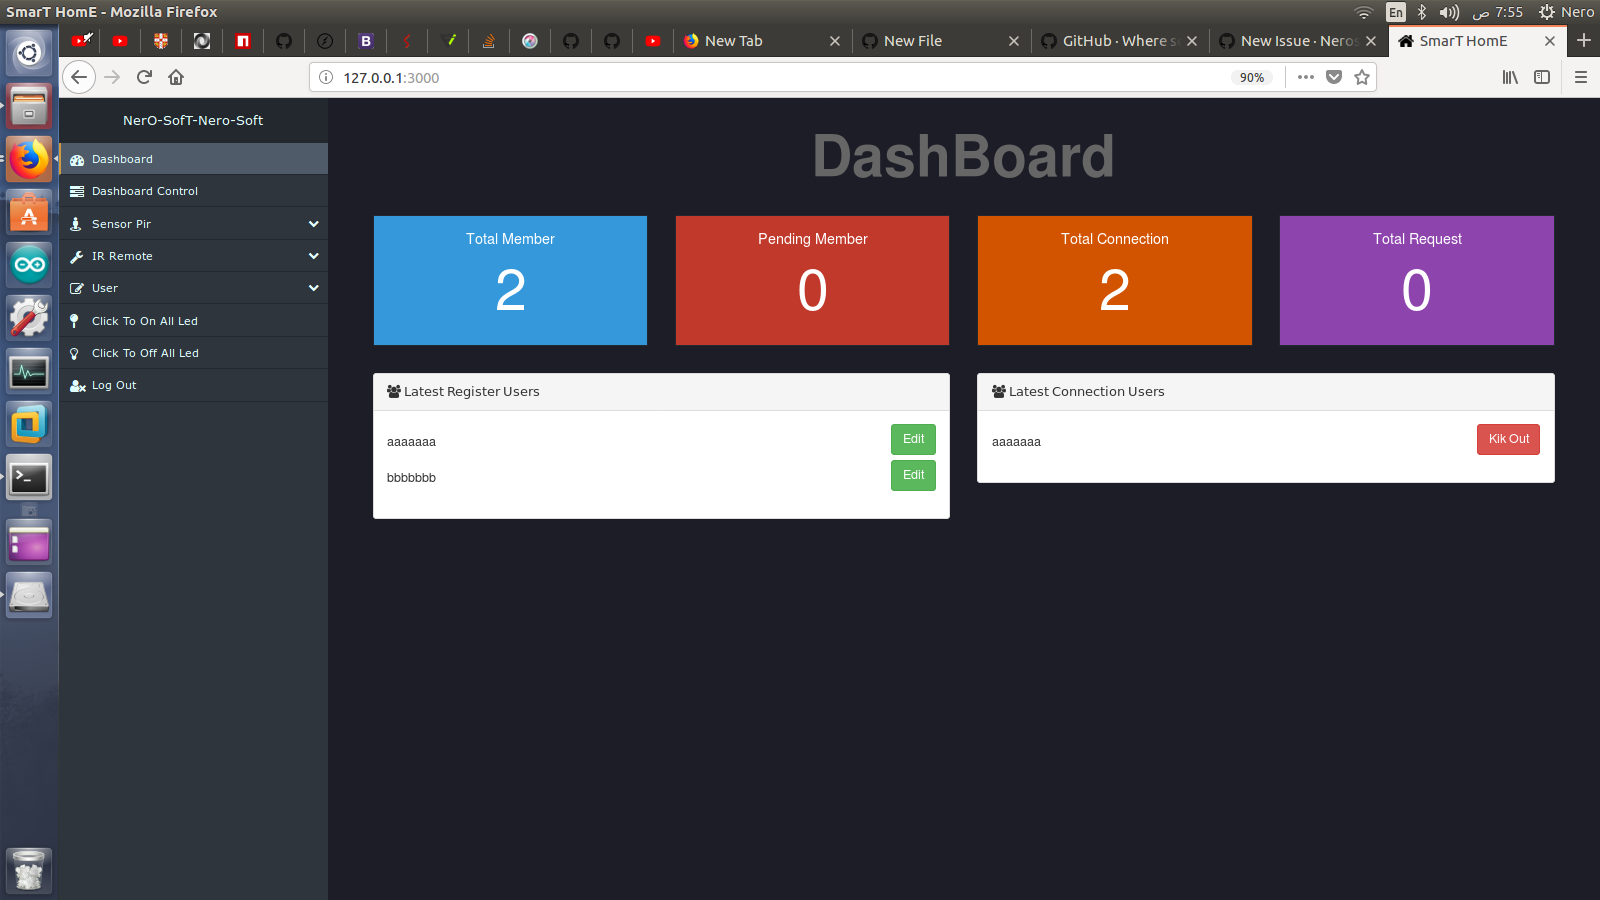 SmarT HomE - Mozilla Firefox
En
ص 7:55
Nero
New Tab
New File
GitHub · Where s
New Issue · Neros
SmarT HomE
127.0.0.1:3000
90%
NerO-SofT-Nero-Soft
Dashboard
Dashboard Control
Sensor Pir
IR Remote
User
Click To On All Led
Click To Off All Led
Log Out
DashBoard
Total Member
2
Pending Member
0
Total Connection
2
Total Request
0
Latest Register Users
aaaaaaa
Edit
bbbbbbb
Edit
Latest Connection Users
aaaaaaa
Kik Out